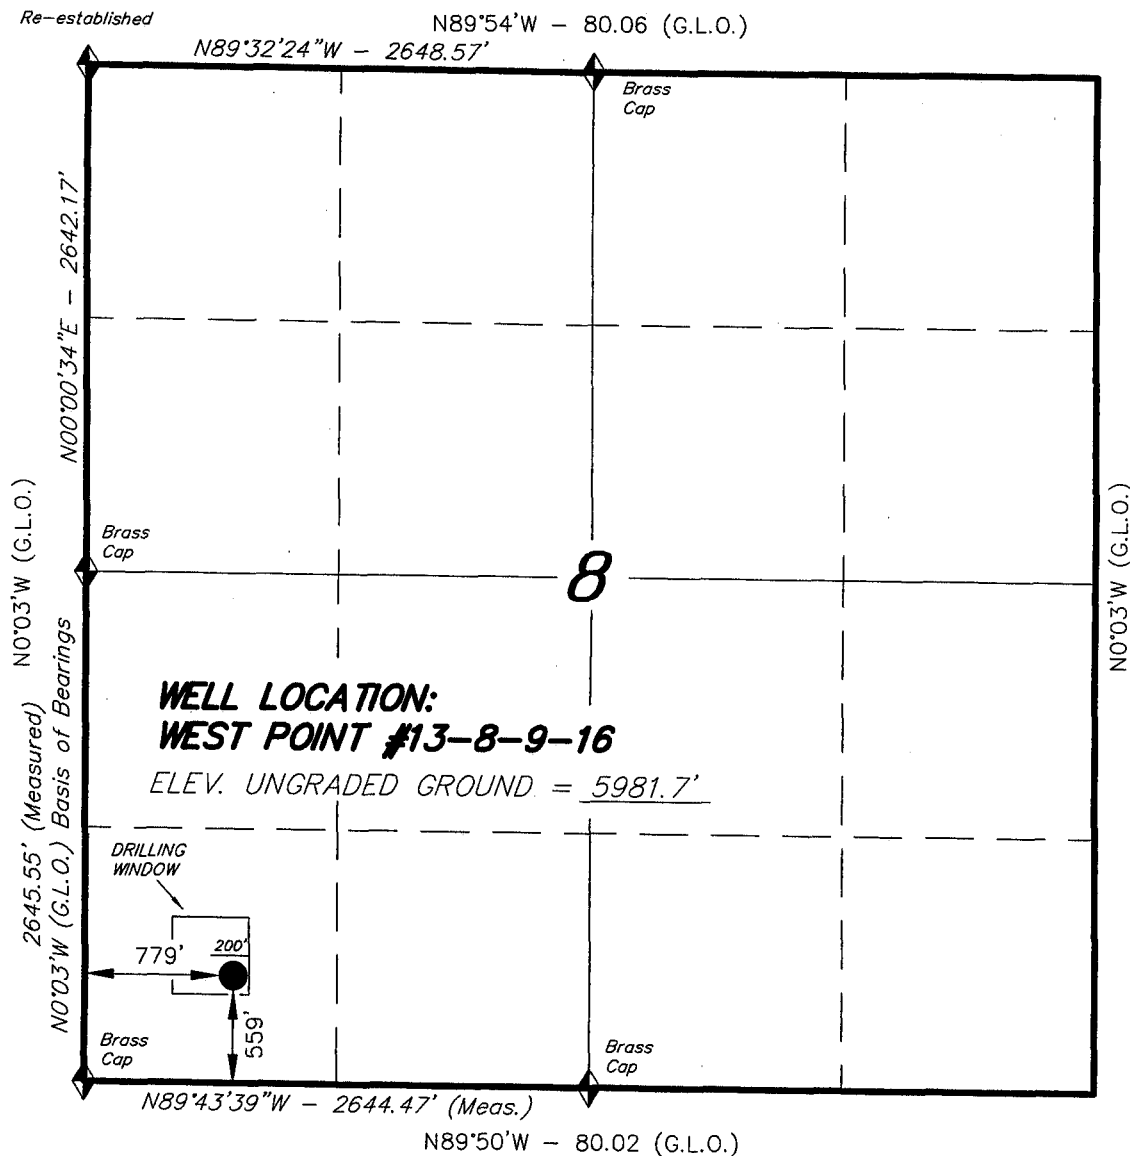 Re-established
N89°54'W - 80.06 (G.L.O.)
N89°32'24"W - 2648.57'
Brass
Cap
N00°00'34"E - 2642.17'
Brass
Cap
N0°03'W (G.L.O.)
N0°03'W (G.L.O.)
8
2645.55' (Measured)
N0°03'W (G.L.O.) Basis of Bearings
WELL LOCATION:
WEST POINT #13-8-9-16
ELEV. UNGRADED GROUND = 5981.7'
DRILLING
WINDOW
779'
200'
559'
Brass
Cap
Brass
Cap
N89°43'39"W - 2644.47' (Meas.)
N89°50'W - 80.02 (G.L.O.)